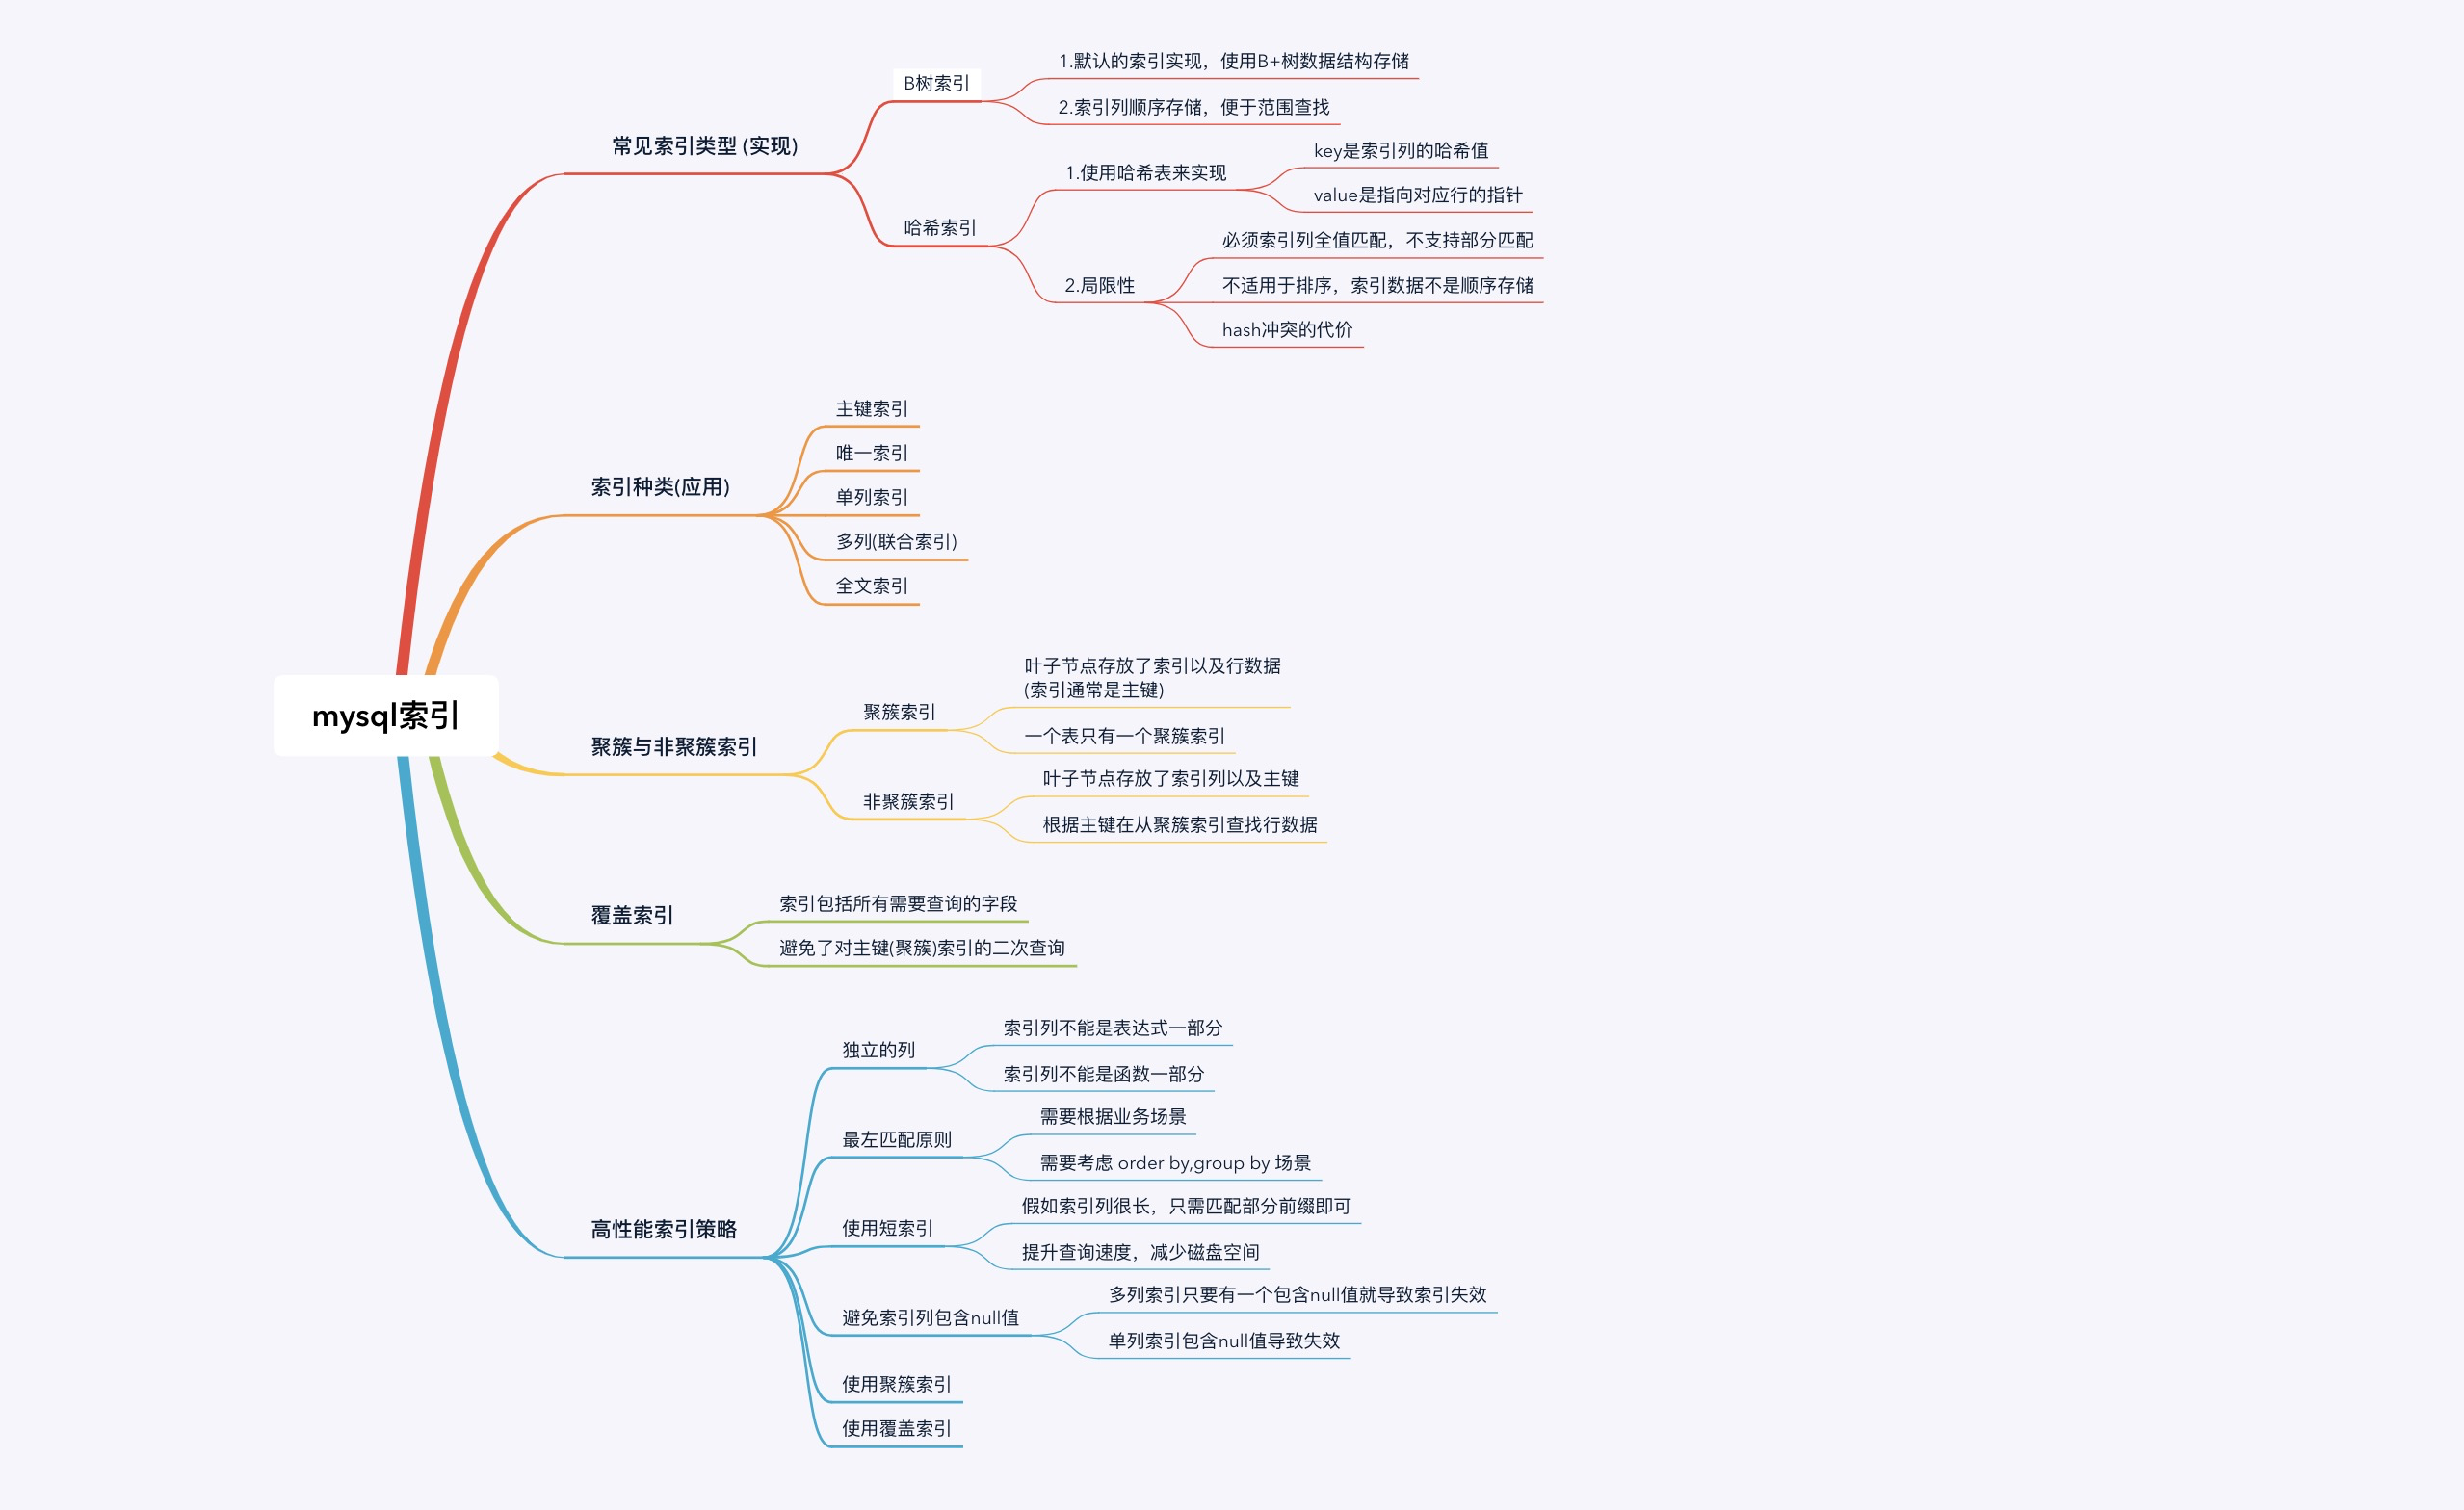 mysql索引
常见索引类型 (实现)
B树索引
1.默认的索引实现，使用B+树数据结构存储
2.索引列顺序存储，便于范围查找
哈希索引
1.使用哈希表来实现
key是索引列的哈希值
value是指向对应行的指针
2.局限性
必须索引列全值匹配，不支持部分匹配
不适用于排序，索引数据不是顺序存储
hash冲突的代价
索引种类(应用)
主键索引
唯一索引
单列索引
多列(联合索引)
全文索引
聚簇与非聚簇索引
聚簇索引
叶子节点存放了索引以及行数据
(索引通常是主键)
一个表只有一个聚簇索引
非聚簇索引
叶子节点存放了索引列以及主键
根据主键在从聚簇索引查找行数据
覆盖索引
索引包括所有需要查询的字段
避免了对主键(聚簇)索引的二次查询
高性能索引策略
独立的列
索引列不能是表达式一部分
索引列不能是函数一部分
最左匹配原则
需要根据业务场景
需要考虑 order by,group by 场景
使用短索引
假如索引列很长，只需匹配部分前缀即可
提升查询速度，减少磁盘空间
避免索引列包含null值
多列索引只要有一个包含null值就导致索引失效
单列索引包含null值导致失效
使用聚簇索引
使用覆盖索引